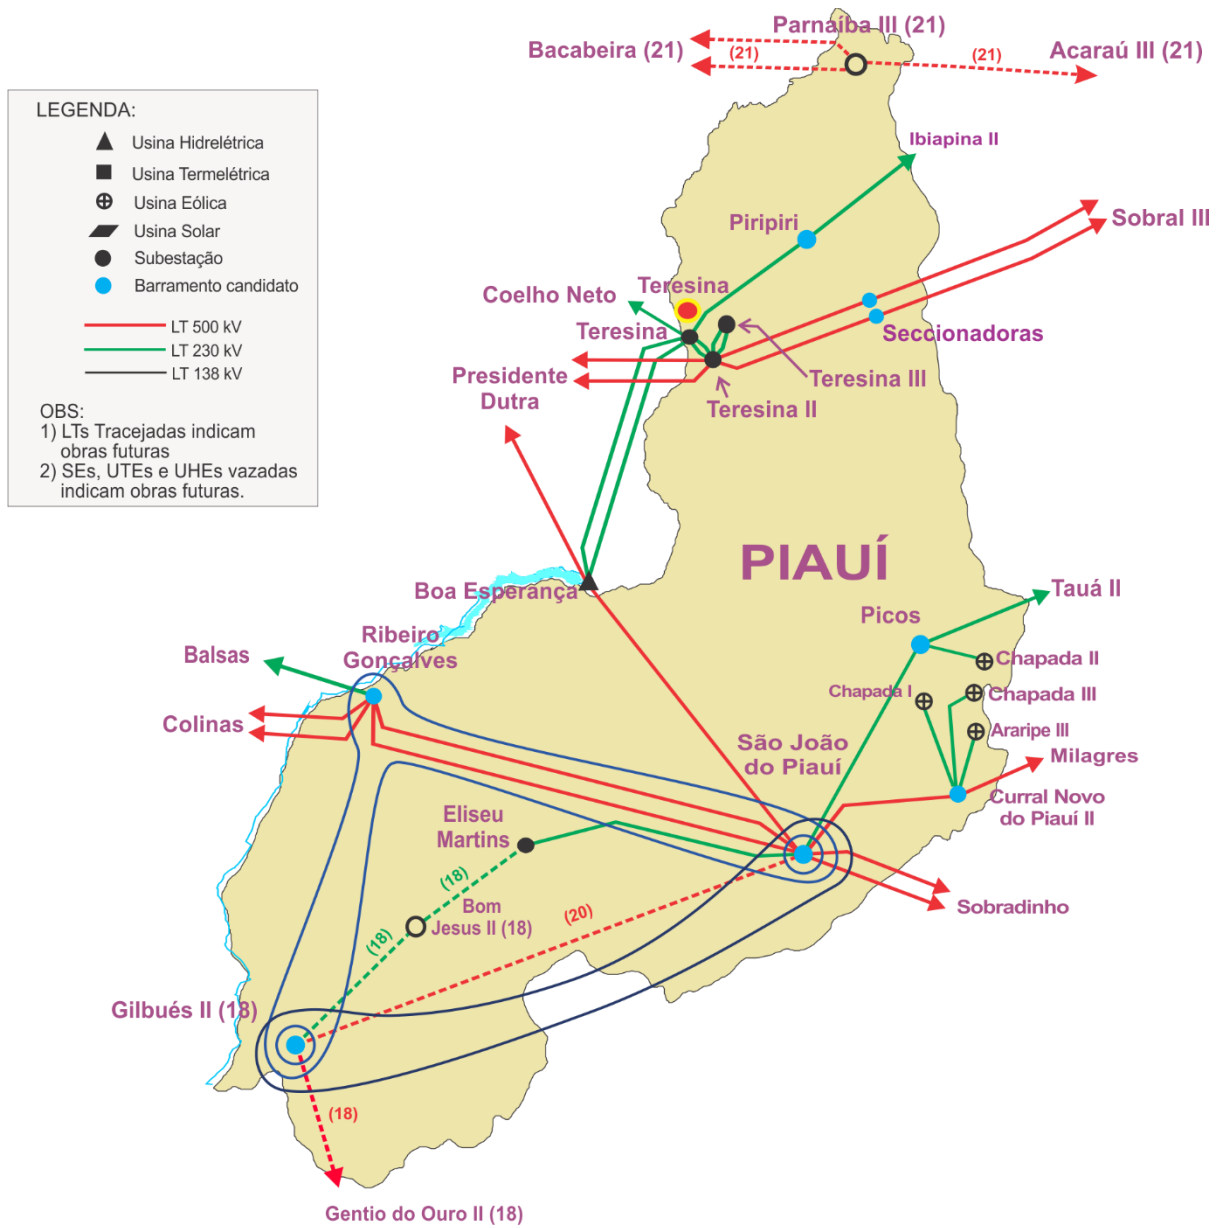 Parnaíba III (21)
Bacabeira (21)
(21)
(21)
Acaraú III (21)
LEGENDA:
Usina Hidrelétrica
Usina Termelétrica
Usina Eólica
Usina Solar
Subestação
Barramento candidato
LT 500 kV
LT 230 kV
LT 138 kV
OBS:
1) LTs Tracejadas indicam
obras futuras
2) SEs, UTEs e UHEs vazadas
indicam obras futuras.
Ibiapina II
Piripiri
Sobral III
Teresina
Coelho Neto
Teresina
Seccionadoras
Presidente
Dutra
Teresina III
Teresina II
PIAUÍ
Boa Esperança
Tauá II
Picos
Ribeiro
Gonçalves
Balsas
Chapada II
Chapada I
Chapada III
Colinas
Araripe III
São João
do Piauí
Milagres
Curral Novo
do Piauí II
Eliseu
Martins
(18)
Bom
Jesus II (18)
(20)
Sobradinho
(18)
Gilbués II (18)
(18)
Gentio do Ouro II (18)